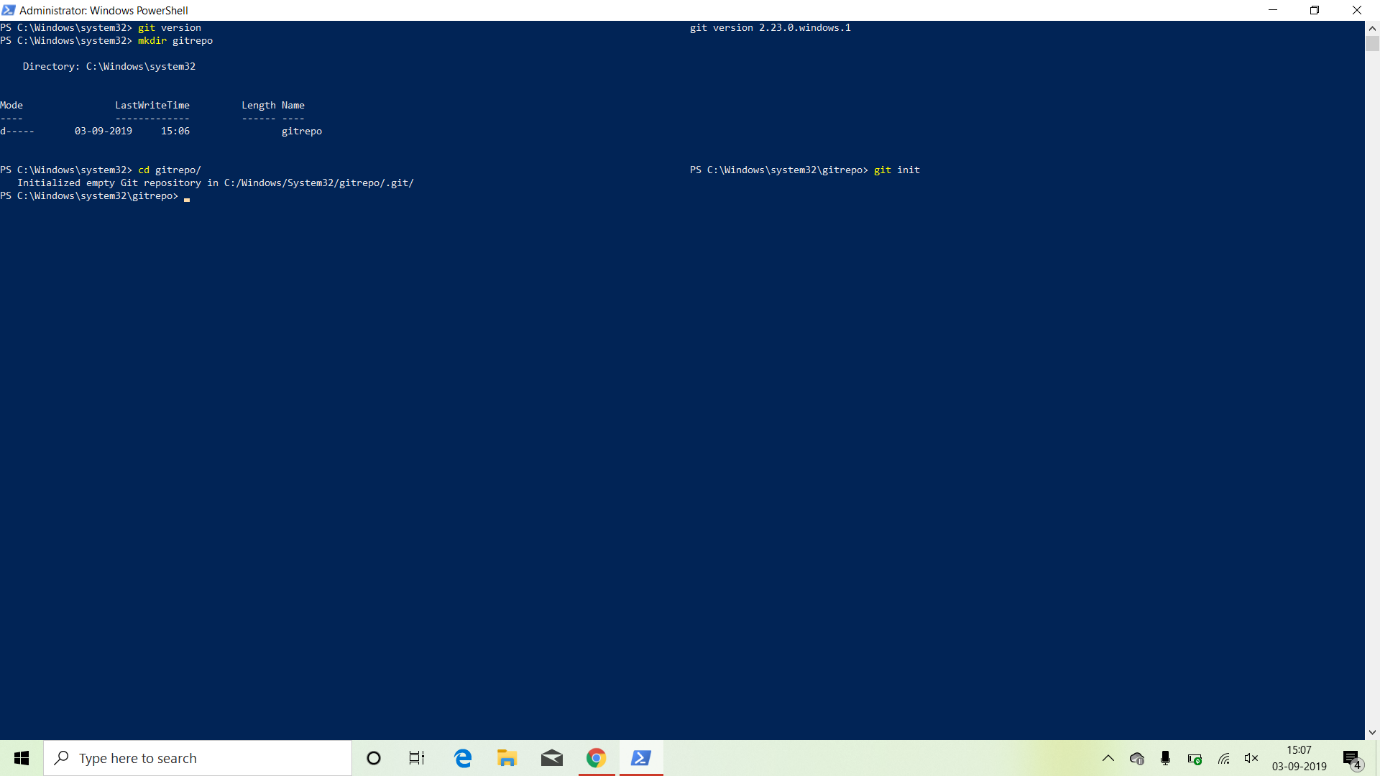 Administrator: Windows PowerShell
PS C:\Windows\system32> git version git version 2.23.0.windows.1
PS C:\Windows\system32> mkdir gitrepo
Directory: C:\Windows\system32
Mode LastWriteTime Length Name
---- ------------- ------ ----
d----- 03-09-2019 15:06 gitrepo
PS C:\Windows\system32> cd gitrepo/ PS C:\Windows\system32\gitrepo> git init
Initialized empty Git repository in C:/Windows/System32/gitrepo/.git/
PS C:\Windows\system32\gitrepo>
Type here to search
15:07
03-09-2019
4